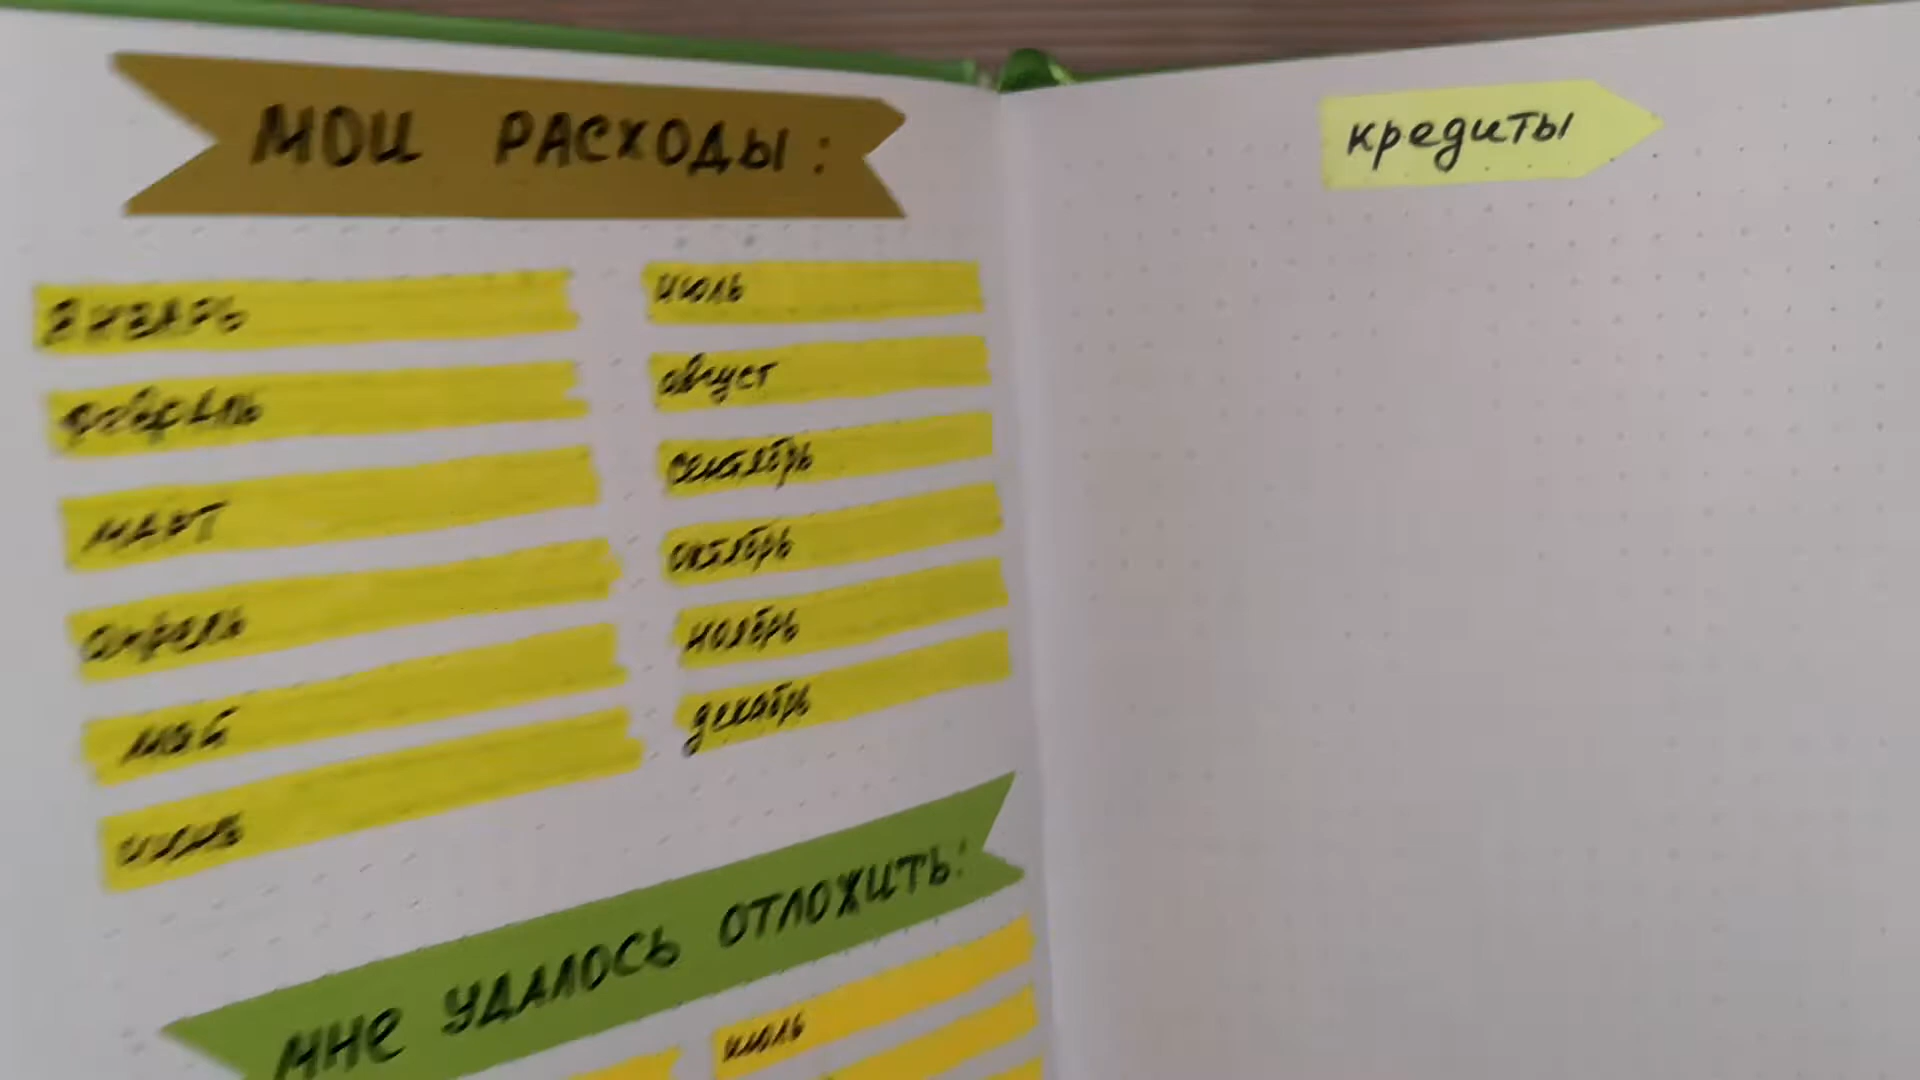 МОИ РАСХОДЫ:
ЯНВАРЬ
февраль
МАРТ
апрель
май
июнь
июль
август
сентябрь
октябрь
ноябрь
декабрь
МНЕ УДАЛОСЬ ОТЛОЖИТЬ:
июль
кредиты